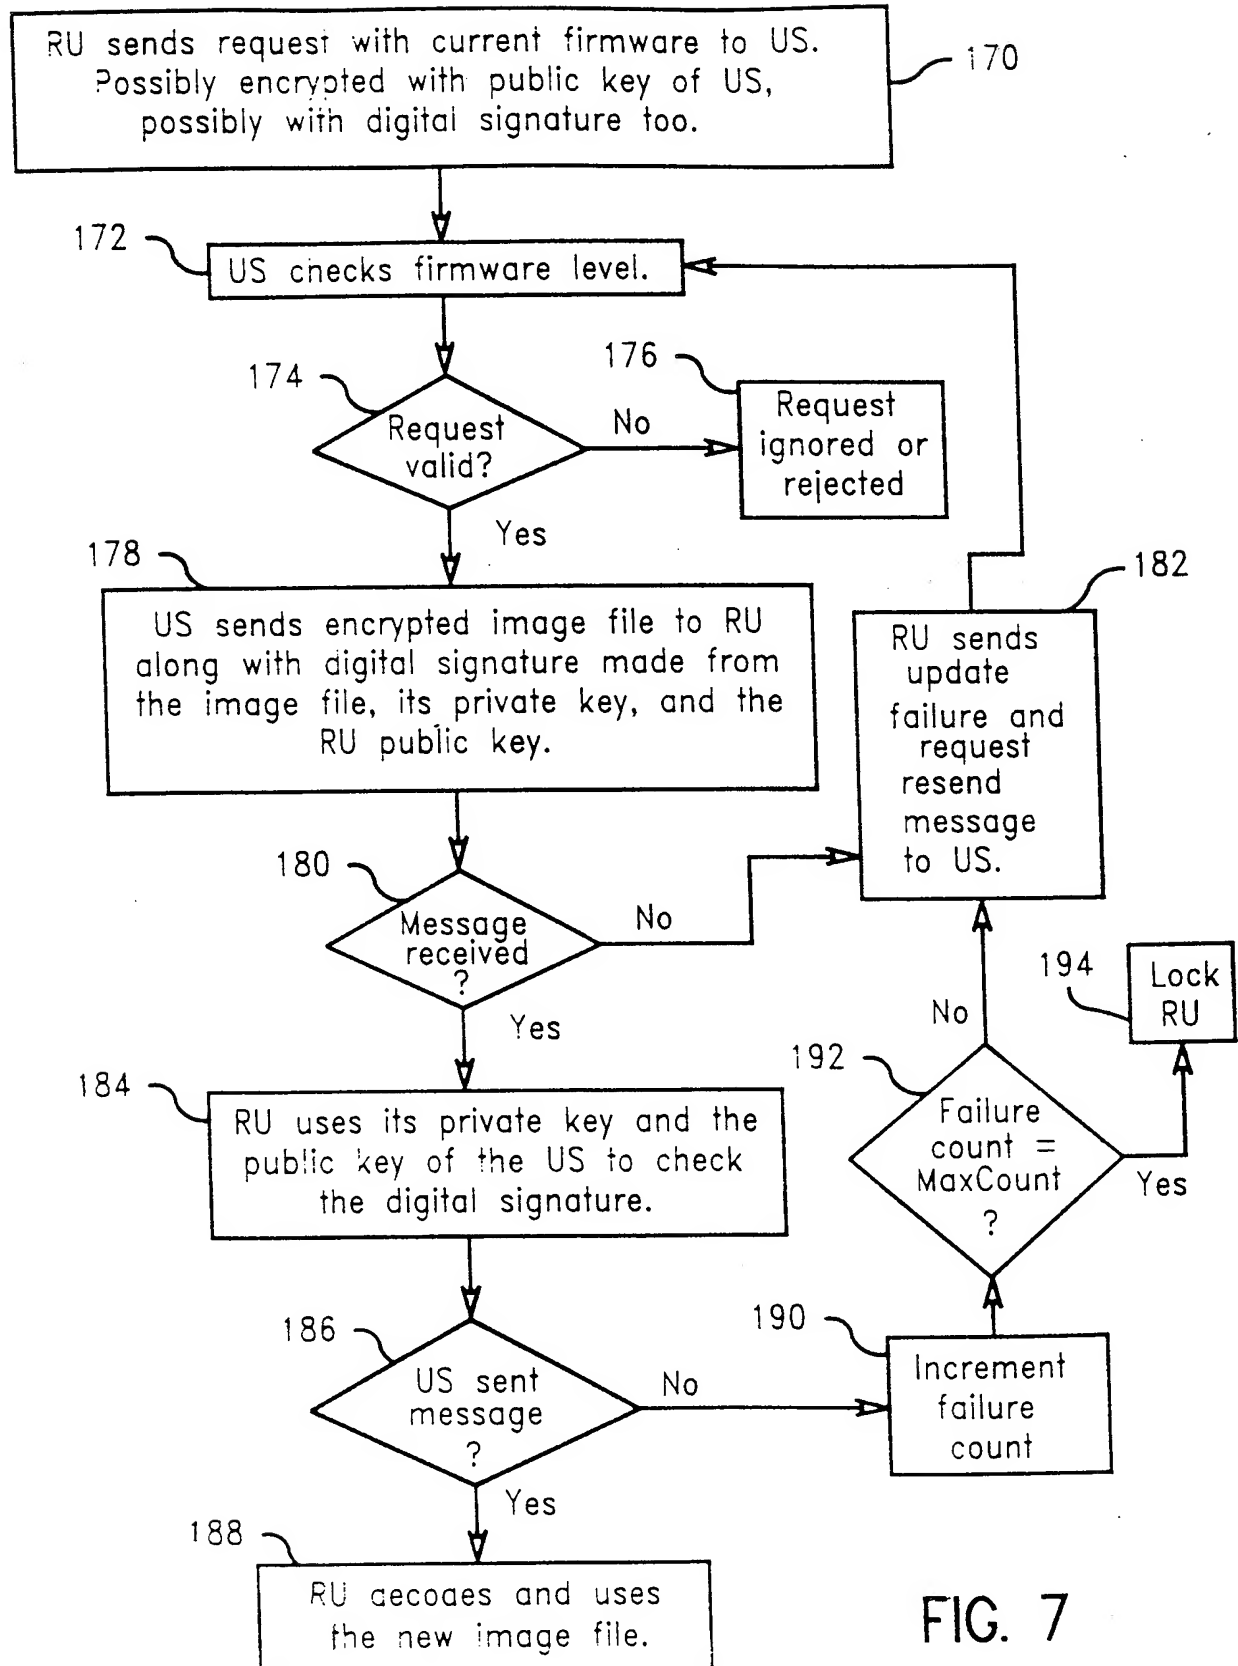 RU sends request with current firmware to US.
Possibly encrypted with public key of US,
possibly with digital signature too.
170
172
US checks firmware level.
174
Request
valid?
No
176
Request
ignored or
rejected
Yes
178
US sends encrypted image file to RU
along with digital signature made from
the image file, its private key, and the
RU public key.
182
RU sends
update
failure and
request
resend
message
to US.
180
Message
received
?
No
Yes
184
RU uses its private key and the
public key of the US to check
the digital signature.
194
Lock
RU
No
192
Failure
count =
MaxCount
?
Yes
186
US sent
message
?
No
190
Increment
failure
count
Yes
188
RU decodes and uses
the new image file.
FIG. 7